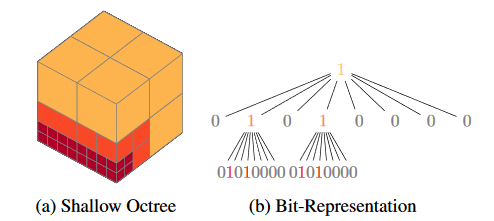 1
0 1 0 1 0 0 0 0
01010000 01010000
(a) Shallow Octree (b) Bit-Representation